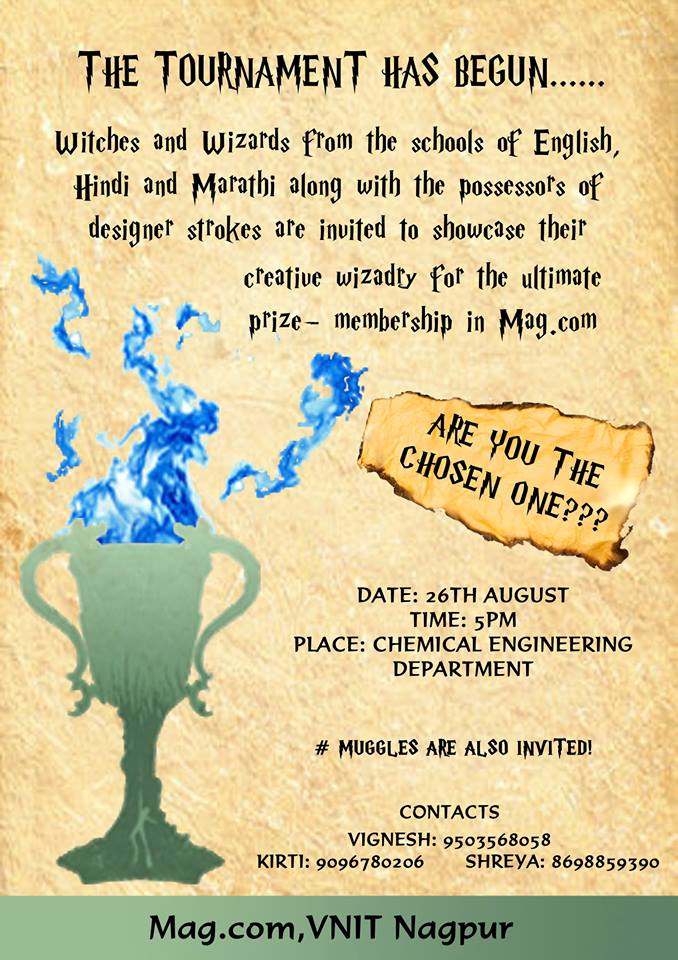 The Tournament has begun......
Witches and Wizards from the schools of English,
Hindi and Marathi along with the possessors of
designer strokes are invited to showcase their
creative wizadry for the ultimate
prize- membership in Mag.com
ARE YOU THE
CHOSEN ONE???
DATE: 26TH AUGUST
TIME: 5PM
PLACE: CHEMICAL ENGINEERING
DEPARTMENT
# MUGGLES ARE ALSO INVITED!
CONTACTS
VIGNESH: 9503568058
KIRTI: 9096780206 SHREYA: 8698859390
Mag.com,VNIT Nagpur